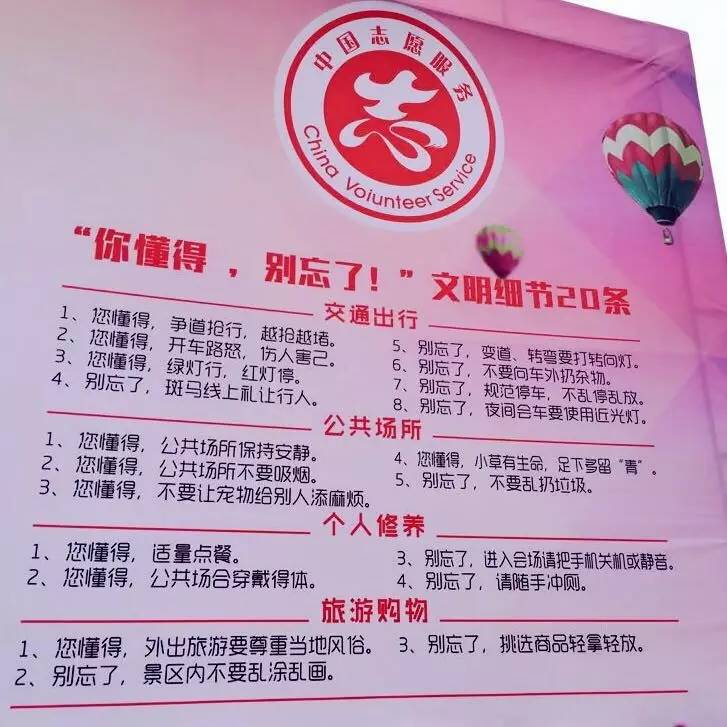 中国志愿服务
China Voiunteer Service
“你懂得，别忘了！”文明细节20条
交通出行
1、您懂得，争道抢行，越抢越堵。
2、您懂得，开车路怒，伤人害己。
3、您懂得，绿灯行，红灯停。
4、别忘了，斑马线上礼让行人。
5、别忘了，变道、转弯要打转向灯。
6、别忘了，不要向车外扔杂物。
7、别忘了，规范停车，不乱停乱放。
8、别忘了，夜间会车要使用近光灯。
公共场所
1、您懂得，公共场所保持安静。
2、您懂得，公共场所不要吸烟。
3、您懂得，不要让宠物给别人添麻烦。
4、您懂得，小草有生命，足下多留“青”。
5、别忘了，不要乱扔垃圾。
个人修养
1、您懂得，适量点餐。
2、您懂得，公共场合穿戴得体。
3、别忘了，进入会场请把手机关机或静音。
4、别忘了，请随手冲厕。
旅游购物
1、您懂得，外出旅游要尊重当地风俗。
2、别忘了，景区内不要乱涂乱画。
3、别忘了，挑选商品轻拿轻放。